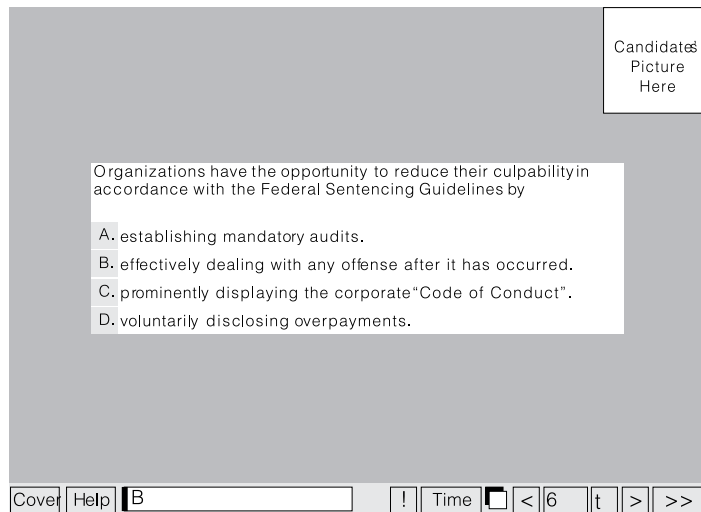 Candidate's
Picture
Here
Organizations have the opportunity to reduce their culpability in
accordance with the Federal Sentencing Guidelines by
A. establishing mandatory audits.
B. effectively dealing with any offense after it has occurred.
C. prominently displaying the corporate “Code of Conduct”.
D. voluntarily disclosing overpayments.
Cover Help B ! Time < 6 t > >>